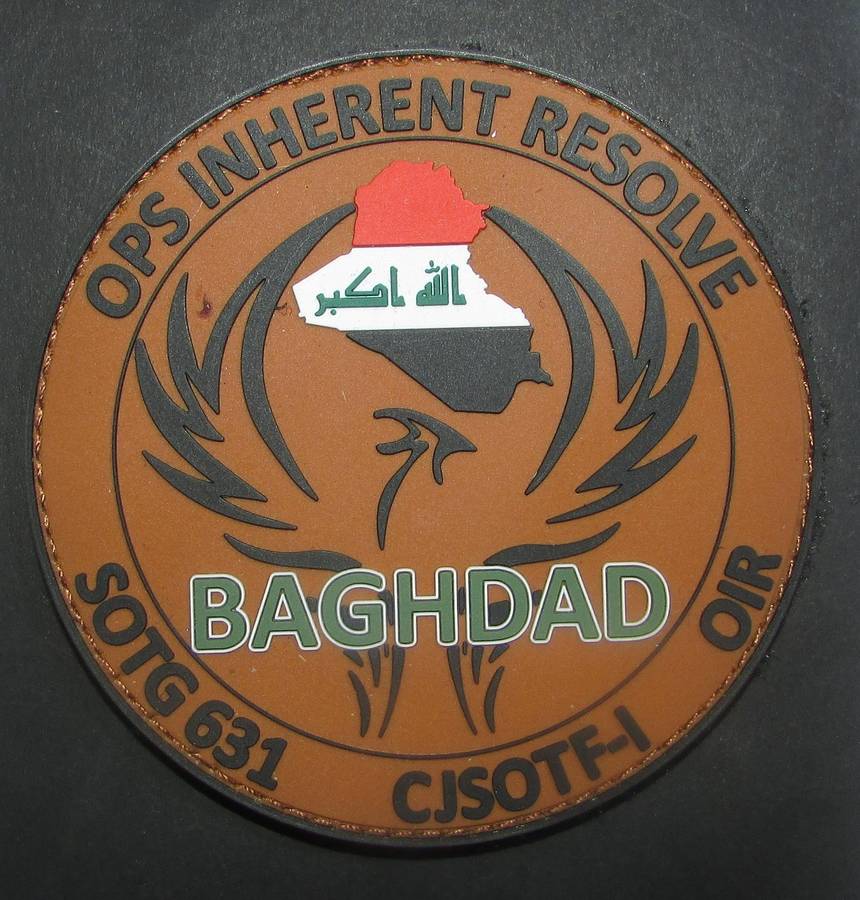 OPS INHERENT RESOLVE
الله اكبر
BAGHDAD
SOTG 631
CJSOTF-I
OIR